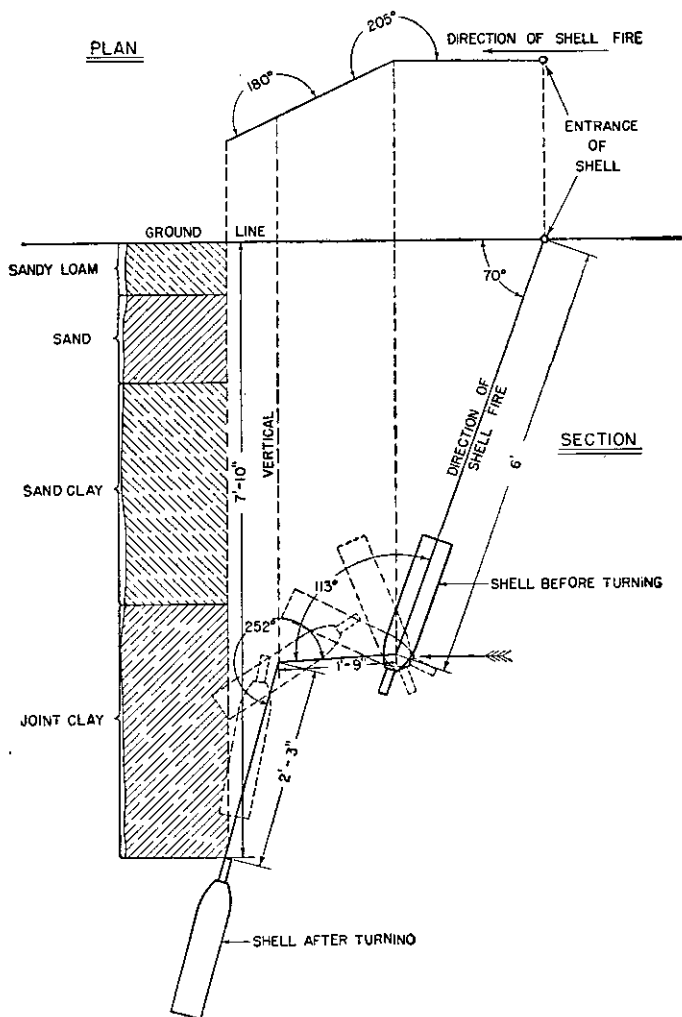 PLAN
205°
DIRECTION OF SHELL FIRE
180°
ENTRANCE
OF
SHELL
GROUND LINE
SANDY LOAM
70°
SAND
DIRECTION OF
SHELL FIRE
6'
SECTION
VERTICAL
7'-10"
SAND CLAY
SHELL BEFORE TURNING
113°
252°
1'-9"
JOINT CLAY
2'-3"
SHELL AFTER TURNINO